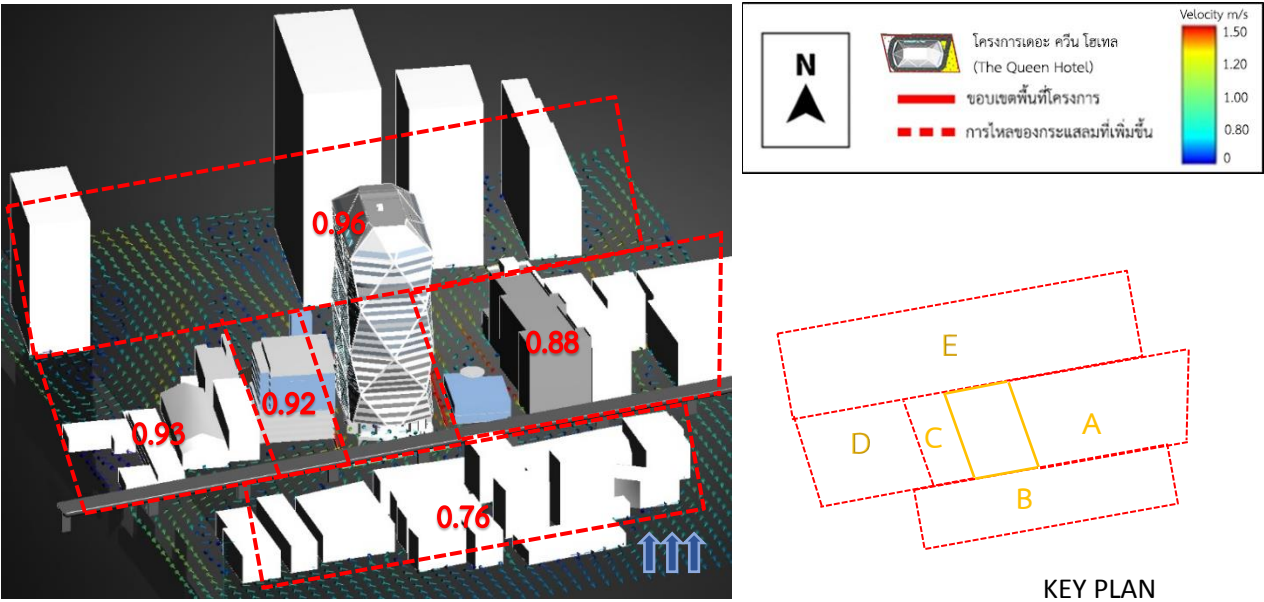 0.96
0.88
0.92
0.93
0.76
N
โครงการเดอะ ควีน โฮเทล
(The Queen Hotel)
ขอบเขตพื้นที่โครงการ
การไหลของกระแสลมที่เพิ่มขึ้น
Velocity m/s
1.50
1.20
1.00
0.80
0
E
A
C
D
B
KEY PLAN